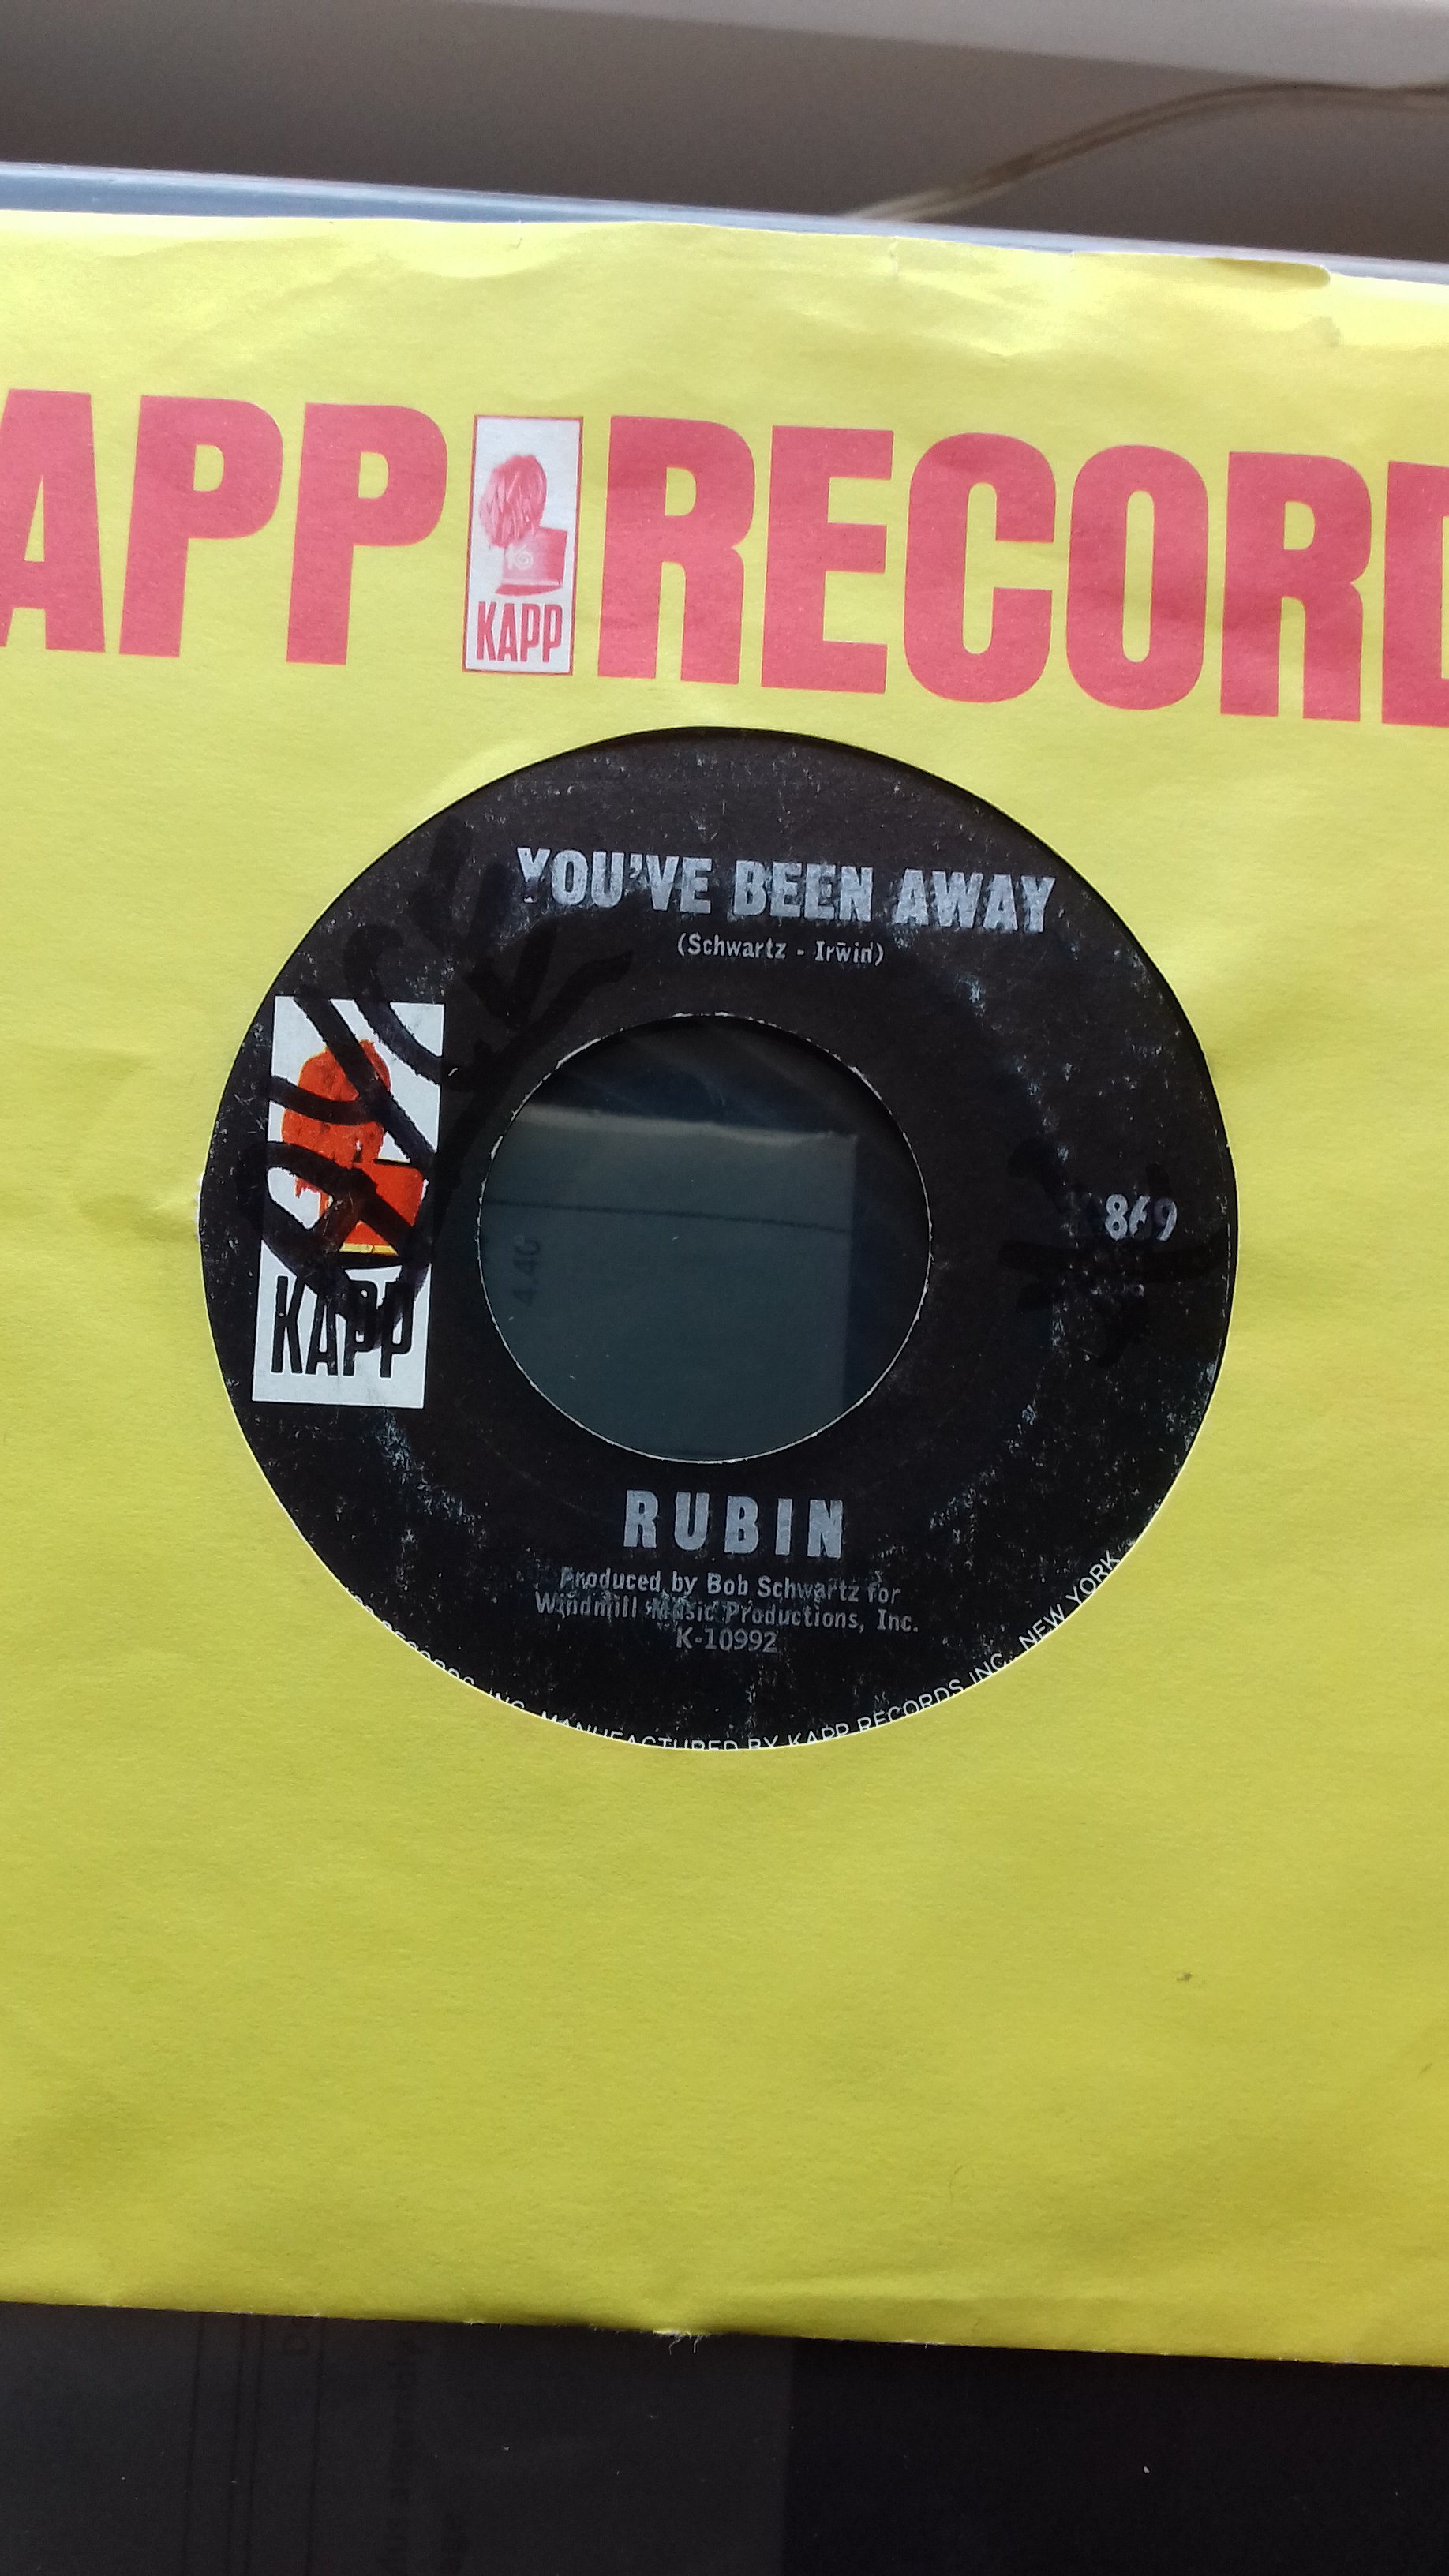 APP KAPP RECORD
YOU'VE BEEN AWAY
(Schwartz - Irwin)
KAPP
869
4.40
RUBIN
Produced by Bob Schwartz for
Windmill Music Productions, Inc.
K-10992
RECORDS, INC. MANUFACTURED BY KAPP RECORDS INC., NEW YORK